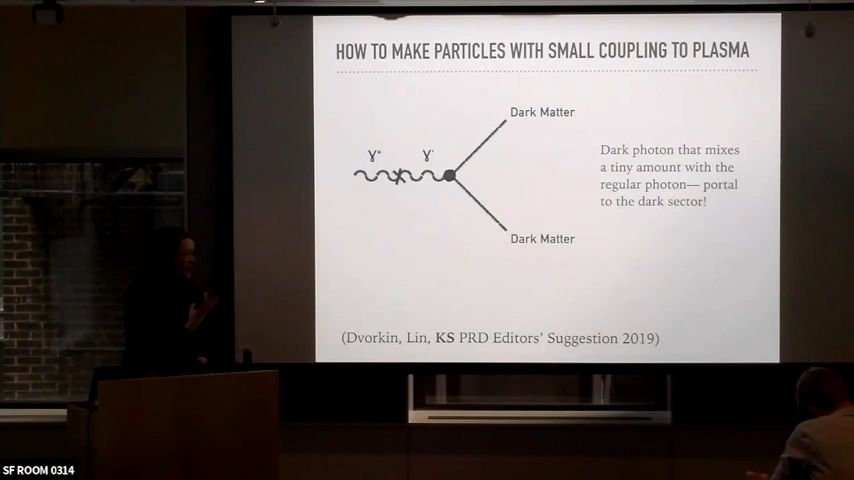 HOW TO MAKE PARTICLES WITH SMALL COUPLING TO PLASMA
Dark Matter
γ* γ'
Dark photon that mixes
a tiny amount with the
regular photon— portal
to the dark sector!
Dark Matter
(Dvorkin, Lin, KS PRD Editors' Suggestion 2019)
SF ROOM 0314